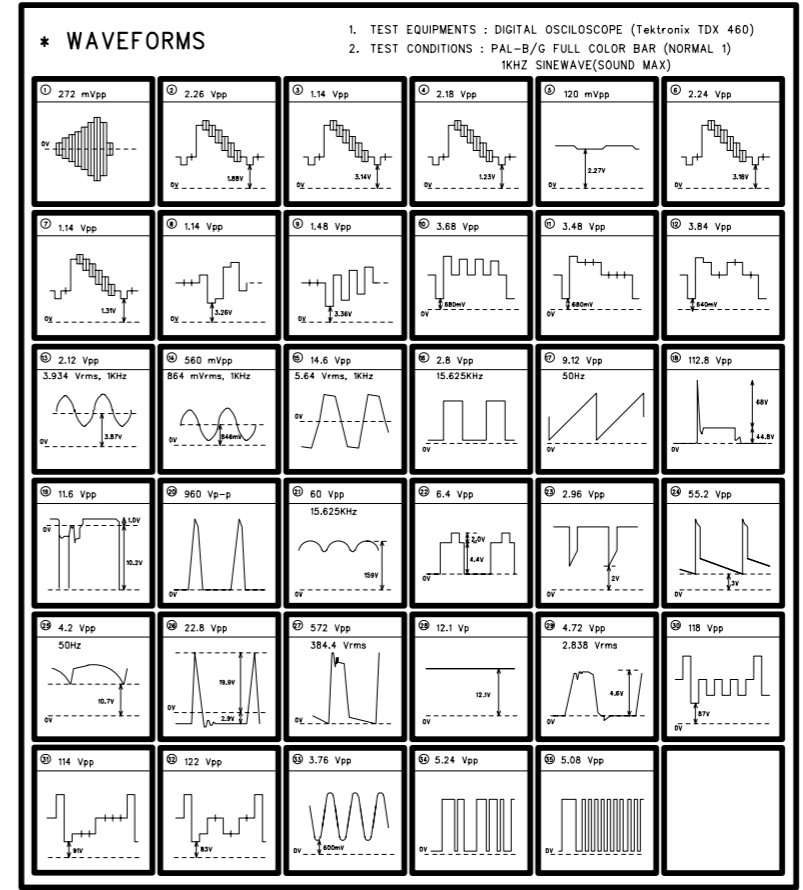 * WAVEFORMS
1. TEST EQUIPMENTS : DIGITAL OSCILOSCOPE (Tektronix TDX 460)
2. TEST CONDITIONS : PAL-B/G FULL COLOR BAR (NORMAL 1)
1KHZ SINEWAVE(SOUND MAX)
① 272 mVpp
0V
② 2.26 Vpp
1.88V
0V
③ 1.14 Vpp
3.14V
0V
④ 2.18 Vpp
1.23V
0V
⑤ 120 mVpp
2.27V
0V
⑥ 2.24 Vpp
3.18V
0V
⑦ 1.14 Vpp
1.31V
0V
⑧ 1.14 Vpp
3.26V
0V
⑨ 1.48 Vpp
3.36V
0V
⑩ 3.68 Vpp
680mV
0V
⑪ 3.48 Vpp
680mV
0V
⑫ 3.84 Vpp
640mV
0V
⑬ 2.12 Vpp
3.934 Vrms, 1KHz
3.87V
0V
⑭ 560 mVpp
864 mVrms, 1KHz
846mV
0V
⑮ 14.6 Vpp
5.64 Vrms, 1KHz
0V
⑯ 2.8 Vpp
15.625KHz
0V
⑰ 9.12 Vpp
50Hz
0V
⑱ 112.8 Vpp
68V
44.8V
0V
⑲ 11.6 Vpp
1.0V
0V
10.2V
⑳ 960 Vp-p
0V
㉑ 60 Vpp
15.625KHz
159V
0V
㉒ 6.4 Vpp
2.0V
4.4V
0V
㉓ 2.96 Vpp
2V
0V
㉔ 55.2 Vpp
3V
0V
㉕ 4.2 Vpp
50Hz
10.7V
0V
㉖ 22.8 Vpp
19.9V
0V
2.9V
㉗ 572 Vpp
384.4 Vrms
0V
㉘ 12.1 Vp
12.1V
0V
㉙ 4.72 Vpp
2.838 Vrms
4.6V
0V
㉚ 118 Vpp
87V
0V
㉛ 114 Vpp
91V
0V
㉜ 122 Vpp
83V
0V
㉝ 3.76 Vpp
0V
600mV
㉞ 5.24 Vpp
0V
㉟ 5.08 Vpp
0V